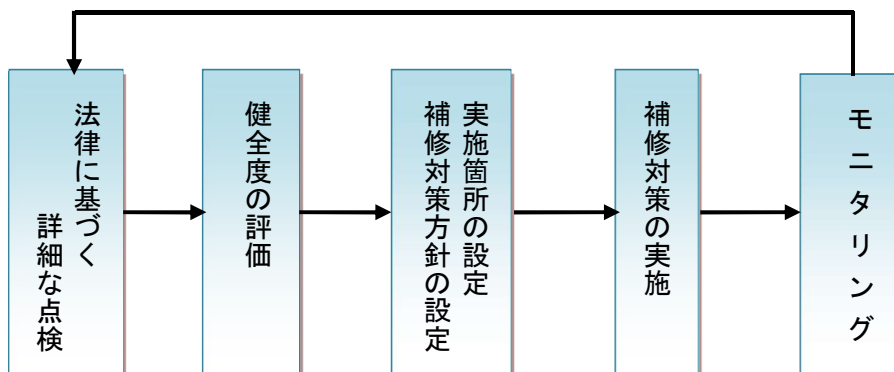 法律に基づく
詳細な点検
健全度の評価
実施箇所の設定
補修対策方針の設定
補修対策の実施
モニタリング